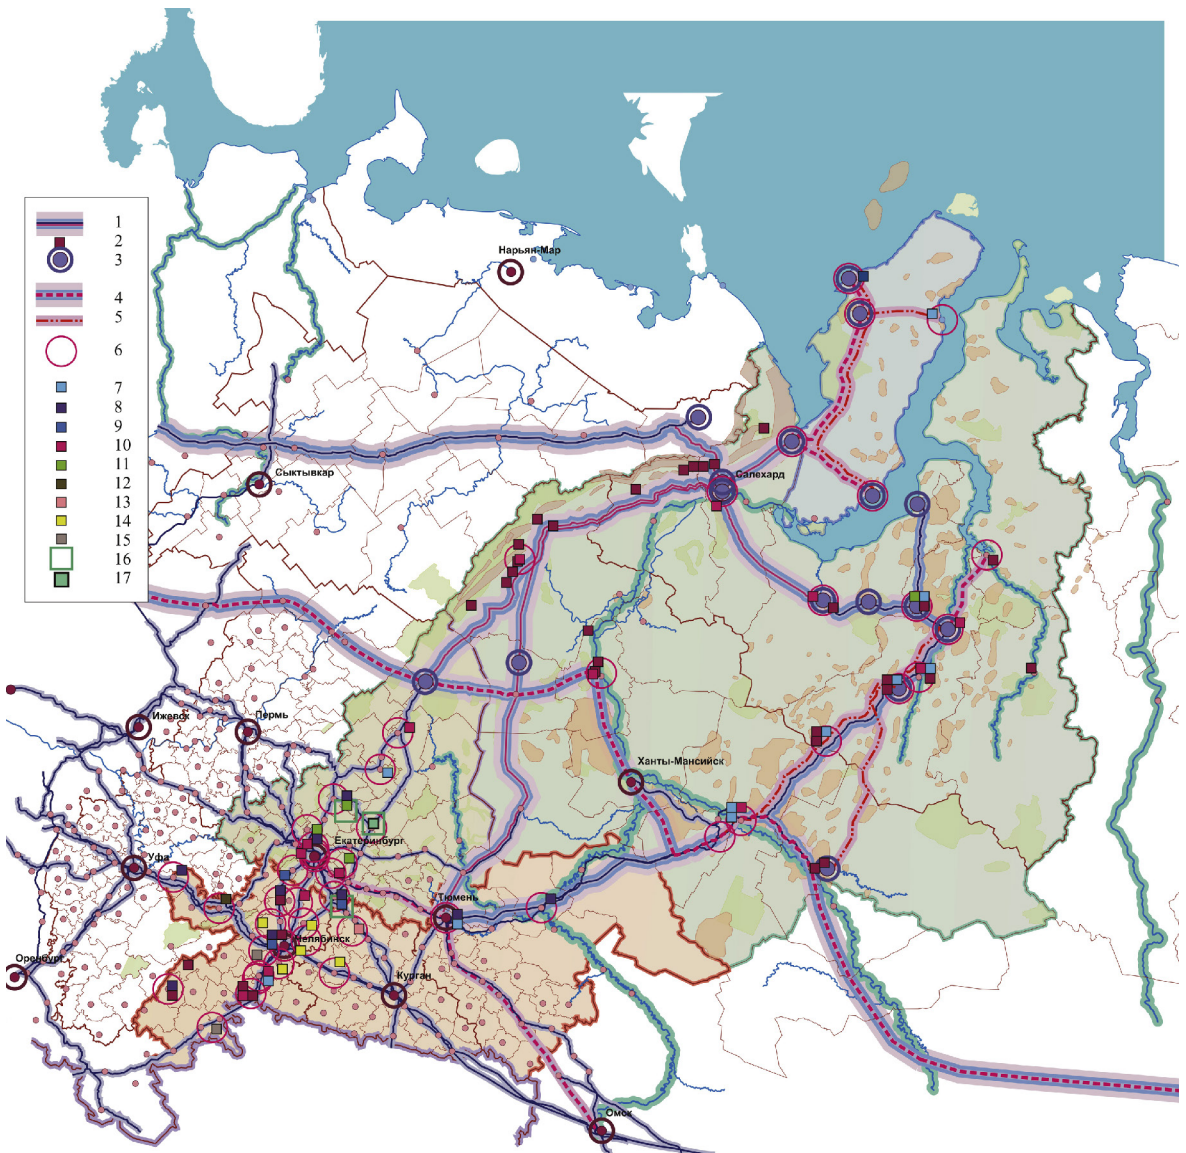 1
2
3
4
5
6
7
8
9
10
11
12
13
14
15
16
17
Нарьян-Мар
Сыктывкар
Салехард
Ижевск
Пермь
Ханты-Мансийск
Екатеринбург
Уфа
Тюмень
Челябинск
Оренбург
Курган
Омск